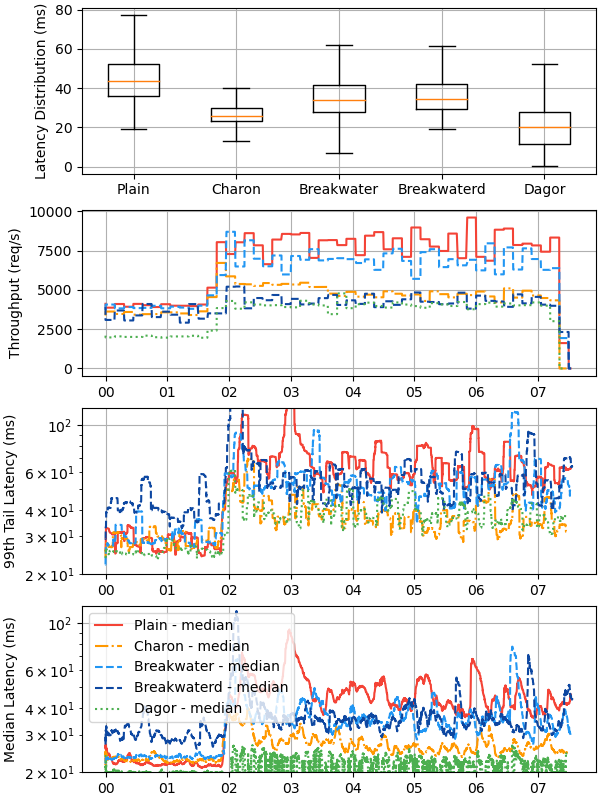 Latency Distribution (ms)
80
60
40
20
0
Plain Charon Breakwater Breakwaterd Dagor
Throughput (req/s)
10000
7500
5000
2500
0
00 01 02 03 04 05 06 07
99th Tail Latency (ms)
10²
6 × 10¹
4 × 10¹
3 × 10¹
2 × 10¹
00 01 02 03 04 05 06 07
Median Latency (ms)
10²
6 × 10¹
4 × 10¹
3 × 10¹
2 × 10¹
Plain - median
Charon - median
Breakwater - median
Breakwaterd - median
Dagor - median
00 01 02 03 04 05 06 07